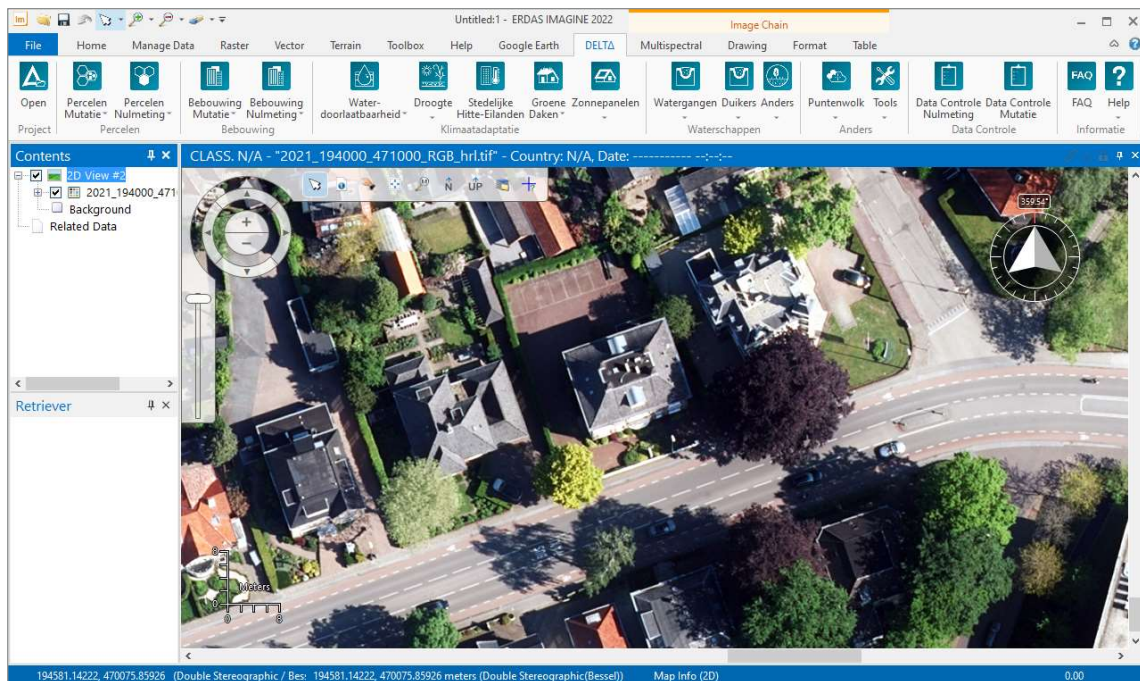 Untitled:1 - ERDAS IMAGINE 2022
Image Chain
File Home Manage Data Raster Vector Terrain Toolbox Help Google Earth DELTΔ Multispectral Drawing Format Table
Open
Percelen Mutatie
Percelen Nulmeting
Bebouwing Mutatie
Bebouwing Nulmeting
Water-doorlaatbaarheid
Droogte
Stedelijke Hitte-Eilanden
Groene Daken
Zonnepanelen
Watergangen
Duikers
Anders
Puntenwolk
Tools
Data Controle Nulmeting
Data Controle Mutatie
FAQ
FAQ
Help
Project Percelen Bebouwing Klimaatadaptatie Waterschappen Anders Data Controle Informatie
Contents
2D View #2
2021_194000_471
Background
Related Data
Retriever
CLASS. N/A - "2021_194000_471000_RGB_hrl.tif" - Country: N/A, Date: ----------- --:--:--
N UP
359.54°
8
Meters
0
0 8
194581.14222, 470075.85926 (Double Stereographic / Bes: 194581.14222, 470075.85926 meters (Double Stereographic(Bessel)) Map Info (2D) 0.00